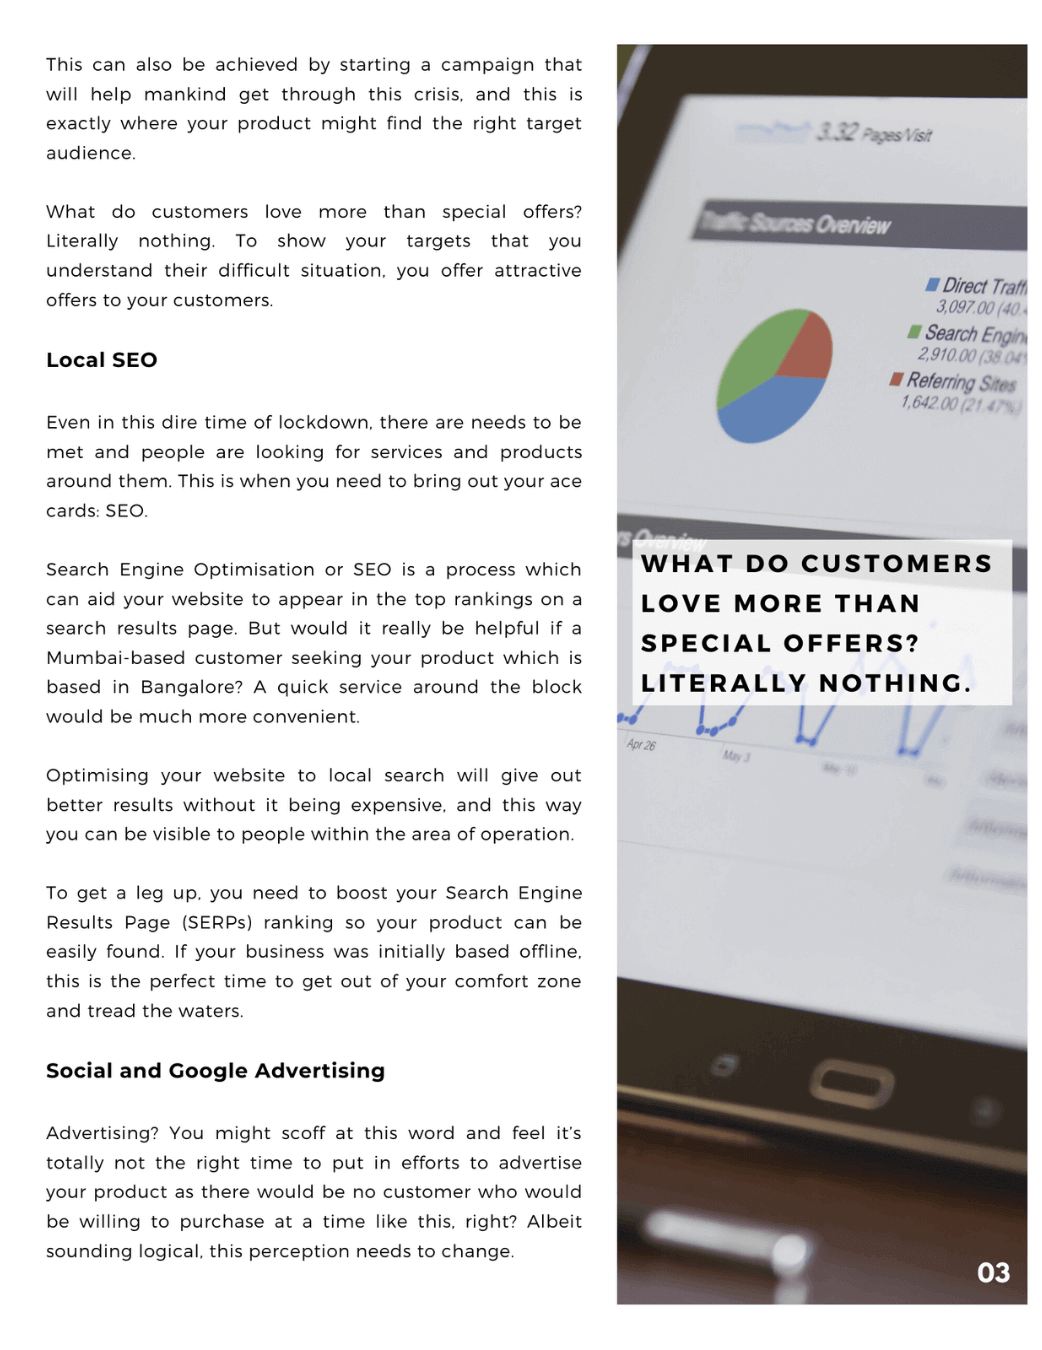 This can also be achieved by starting a campaign that
will help mankind get through this crisis, and this is
exactly where your product might find the right target
audience.
What do customers love more than special offers?
Literally nothing. To show your targets that you
understand their difficult situation, you offer attractive
offers to your customers.
Local SEO
Even in this dire time of lockdown, there are needs to be
met and people are looking for services and products
around them. This is when you need to bring out your ace
cards: SEO.
Search Engine Optimisation or SEO is a process which
can aid your website to appear in the top rankings on a
search results page. But would it really be helpful if a
Mumbai-based customer seeking your product which is
based in Bangalore? A quick service around the block
would be much more convenient.
Optimising your website to local search will give out
better results without it being expensive, and this way
you can be visible to people within the area of operation.
To get a leg up, you need to boost your Search Engine
Results Page (SERPs) ranking so your product can be
easily found. If your business was initially based offline,
this is the perfect time to get out of your comfort zone
and tread the waters.
Social and Google Advertising
Advertising? You might scoff at this word and feel it’s
totally not the right time to put in efforts to advertise
your product as there would be no customer who would
be willing to purchase at a time like this, right? Albeit
sounding logical, this perception needs to change.
3.32 Pages/Visit
Traffic Sources Overview
Direct Traffi
3,097.00 (40.
Search Engin
2,910.00 (38.04
Referring Sites
1,642.00 (21.47%)
Overview
WHAT DO CUSTOMERS
LOVE MORE THAN
SPECIAL OFFERS?
LITERALLY NOTHING.
Apr 26
May 3
May 10
03